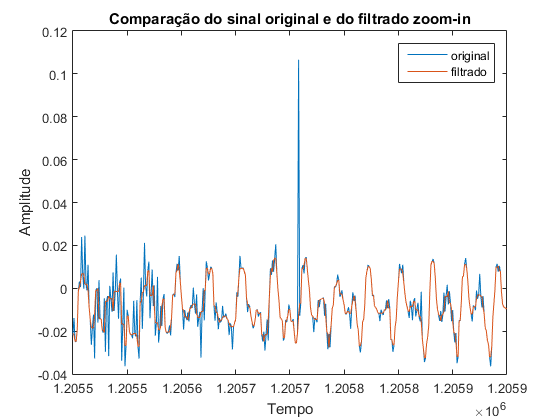 Comparação do sinal original e do filtrado zoom-in
0.12
0.1
0.08
0.06
0.04
0.02
0
-0.02
-0.04
Amplitude
original
filtrado
1.2055 1.2055 1.2056 1.2056 1.2057 1.2057 1.2058 1.2058 1.2059
×10^6
Tempo